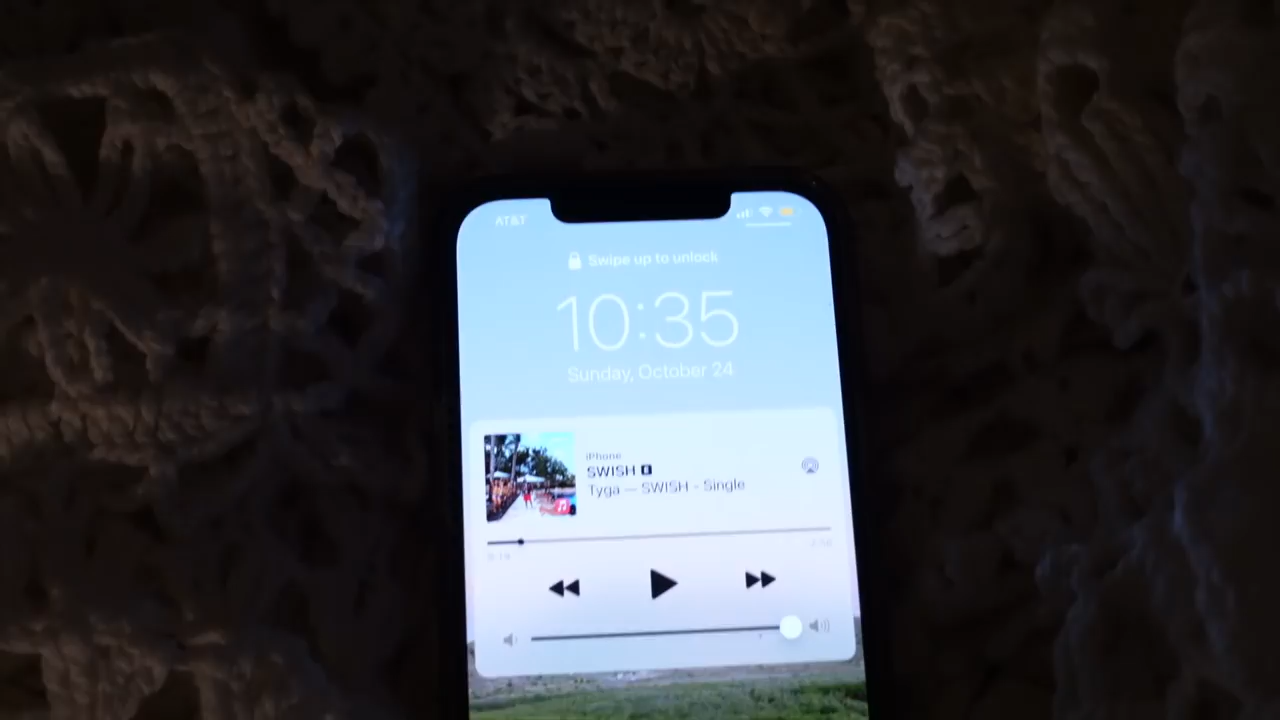 AT&T
Swipe up to unlock
10:35
Sunday, October 24
iPhone
SWISH E
Tyga — SWISH - Single